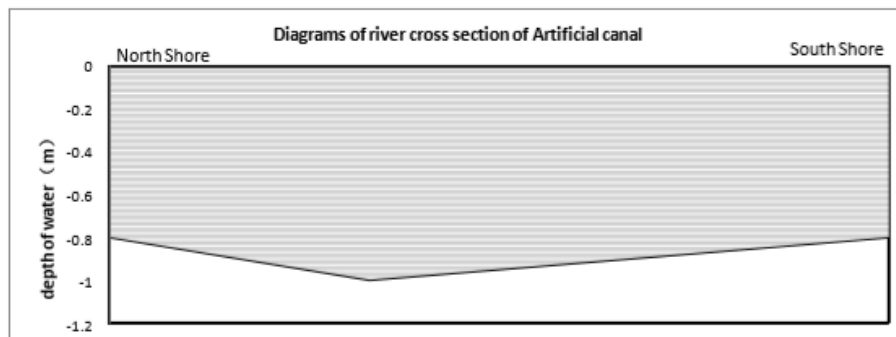 Diagrams of river cross section of Artificial canal
North Shore
South Shore
0
-0.2
-0.4
-0.6
-0.8
-1
-1.2
depth of water（m）